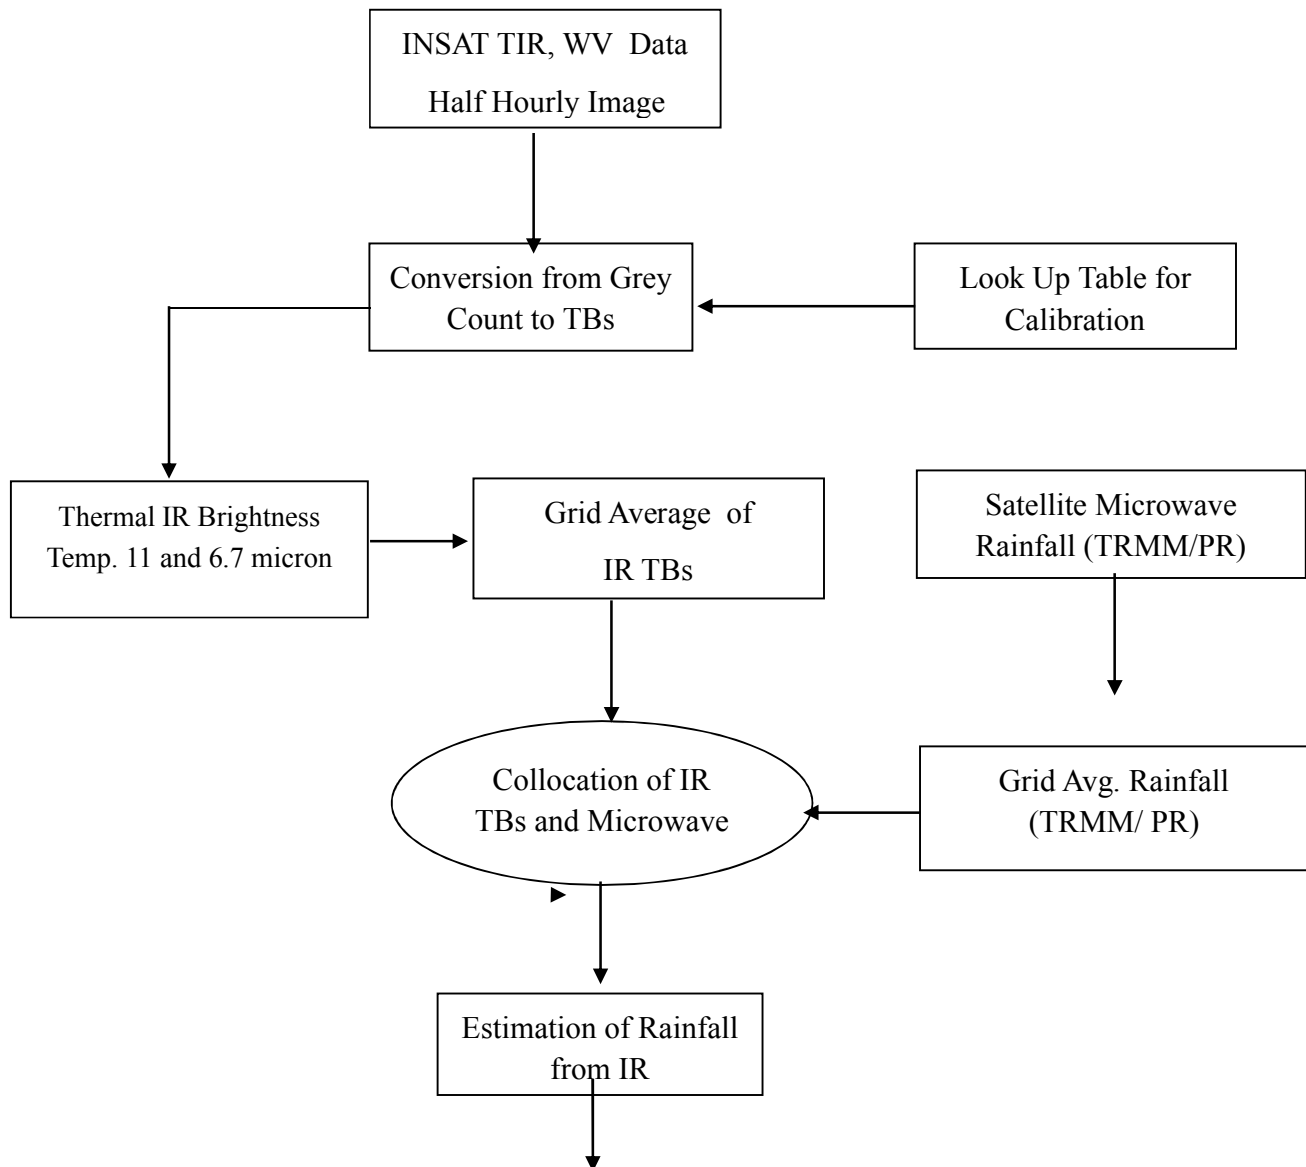 INSAT TIR, WV Data
Half Hourly Image
Conversion from Grey
Count to TBs
Look Up Table for
Calibration
Thermal IR Brightness
Temp. 11 and 6.7 micron
Grid Average of
IR TBs
Satellite Microwave
Rainfall (TRMM/PR)
Collocation of IR
TBs and Microwave
Grid Avg. Rainfall
(TRMM/ PR)
Estimation of Rainfall
from IR